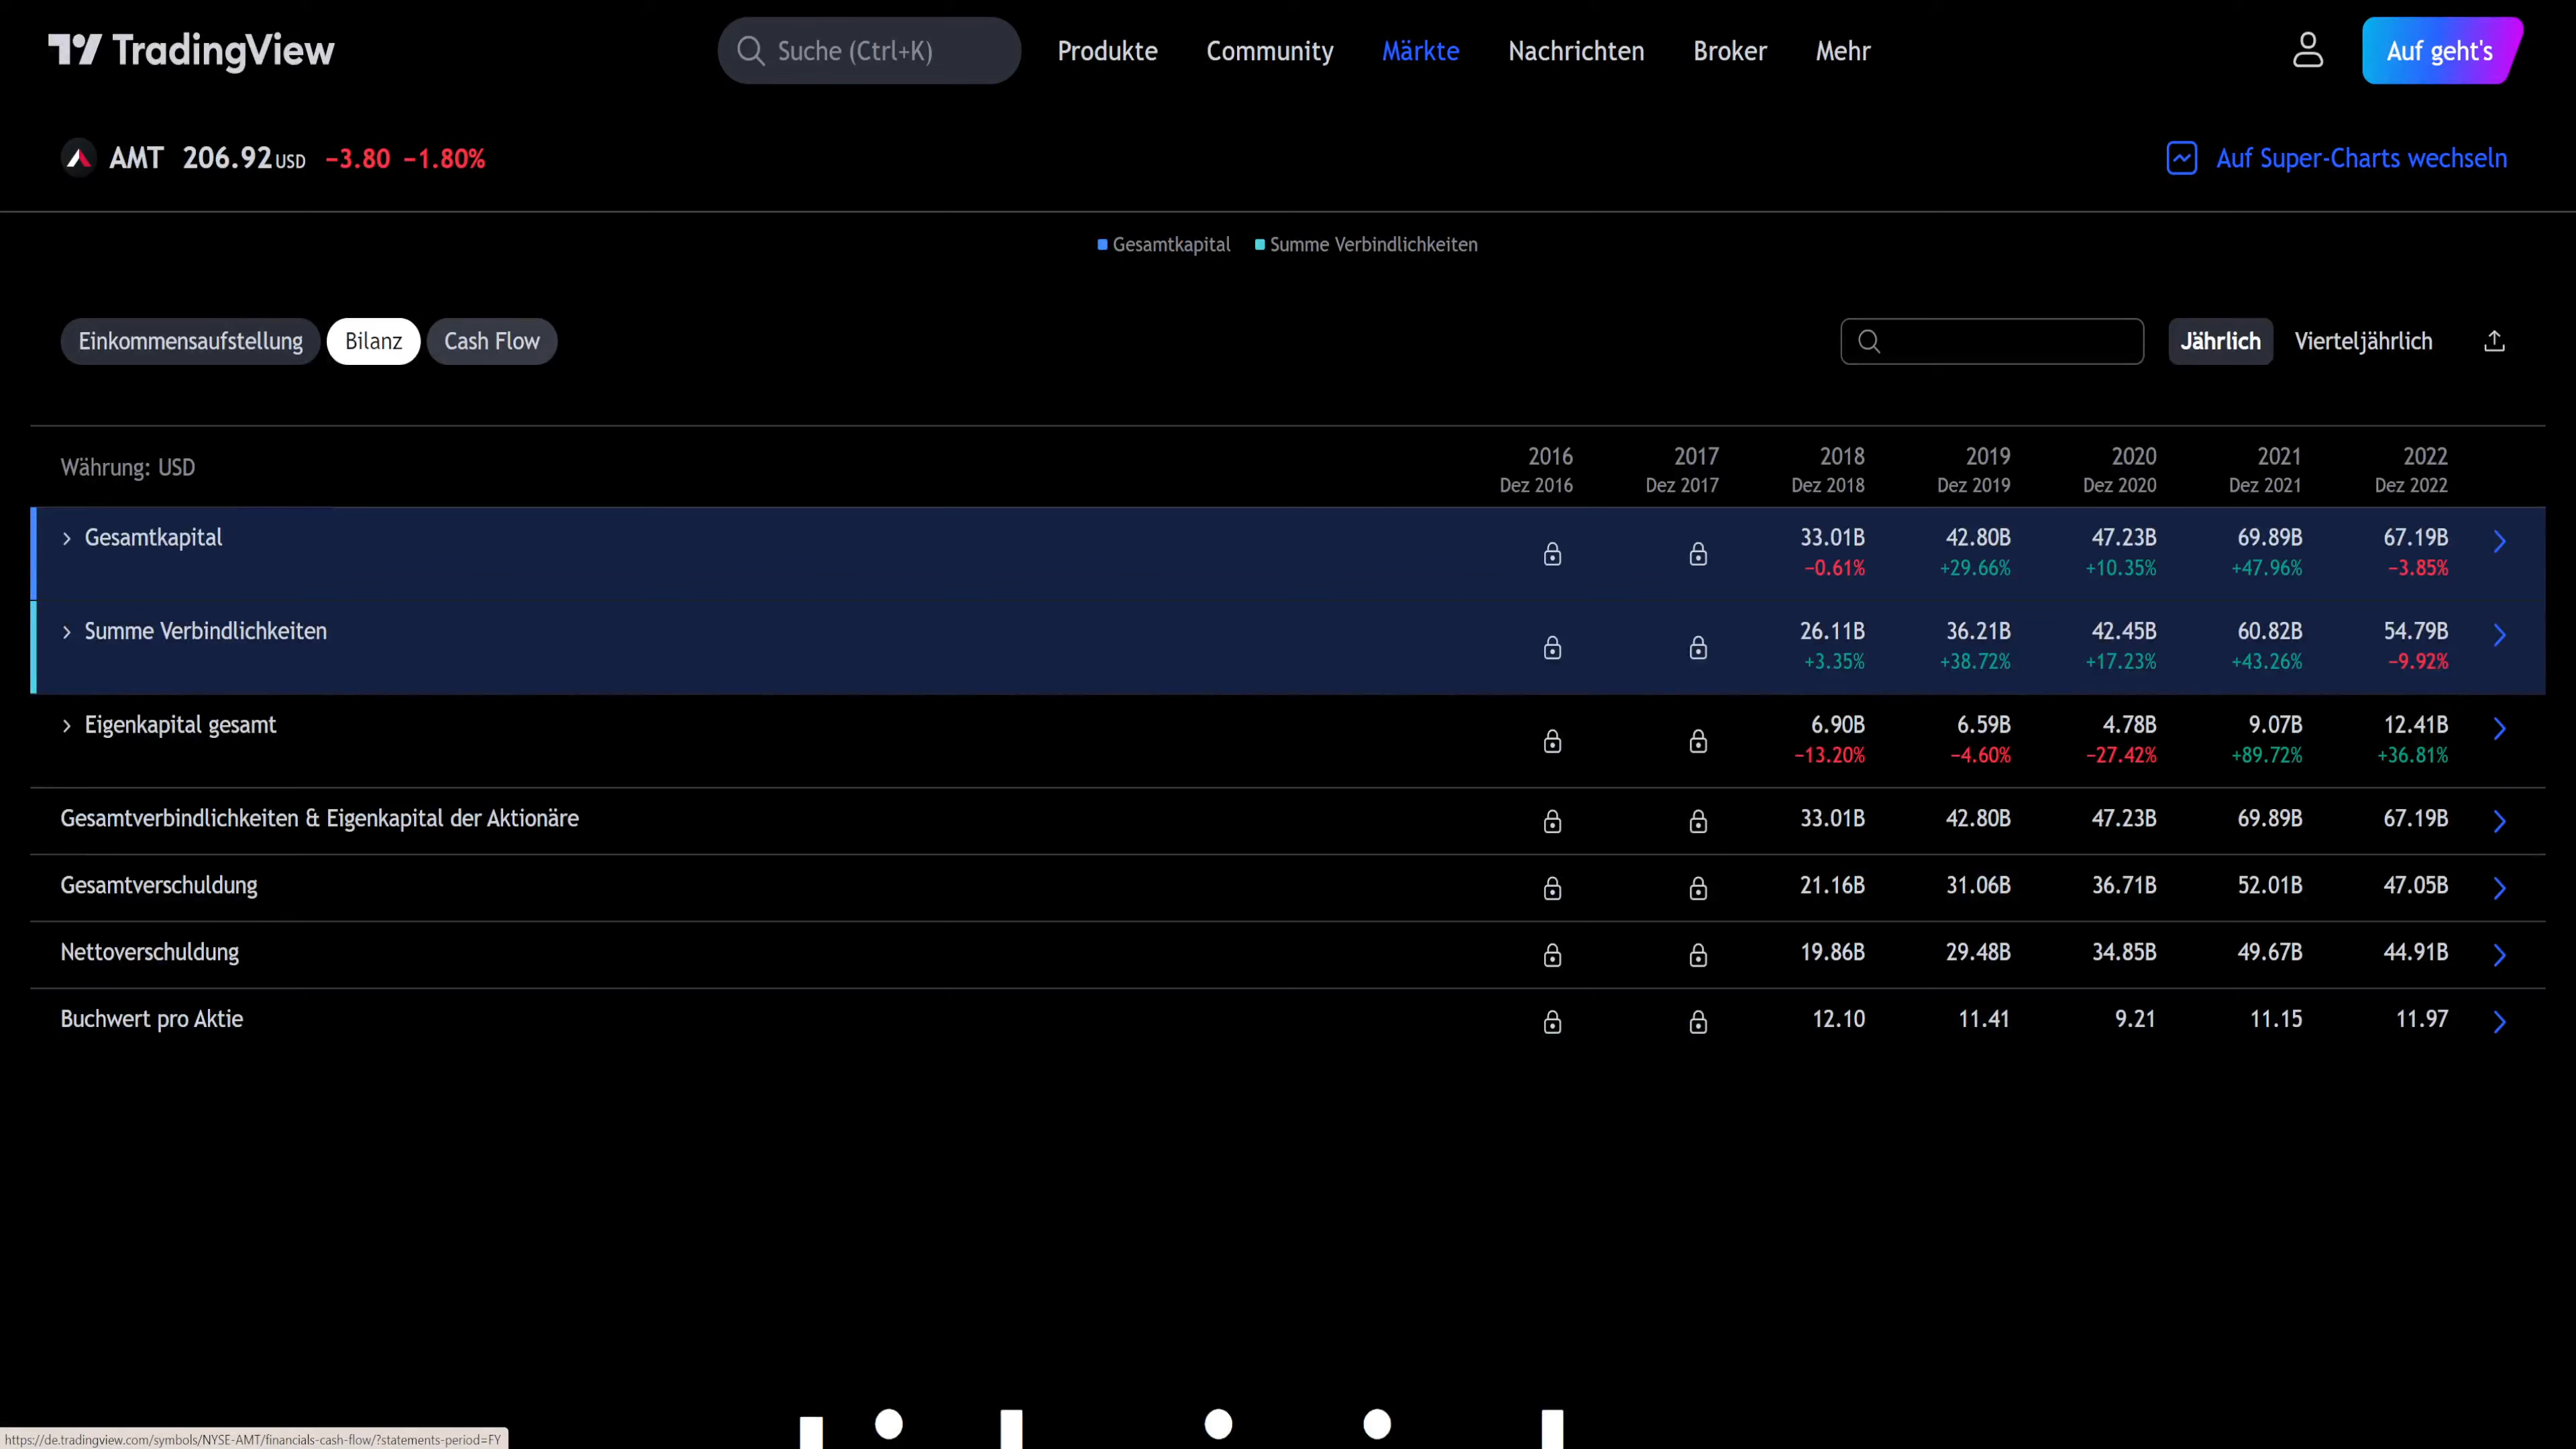 TradingView
Suche (Ctrl+K)
Produkte
Community
Märkte
Nachrichten
Broker
Mehr
Auf geht's
AMT 206.92 USD −3.80 −1.80%
Auf Super-Charts wechseln
Gesamtkapital
Summe Verbindlichkeiten
Einkommensaufstellung
Bilanz
Cash Flow
Jährlich
Vierteljährlich
Währung: USD
2016 2017 2018 2019 2020 2021 2022
Dez 2016 Dez 2017 Dez 2018 Dez 2019 Dez 2020 Dez 2021 Dez 2022
Gesamtkapital 33.01B 42.80B 47.23B 69.89B 67.19B
−0.61% +29.66% +10.35% +47.96% −3.85%
Summe Verbindlichkeiten 26.11B 36.21B 42.45B 60.82B 54.79B
+3.35% +38.72% +17.23% +43.26% −9.92%
Eigenkapital gesamt 6.90B 6.59B 4.78B 9.07B 12.41B
−13.20% −4.60% −27.42% +89.72% +36.81%
Gesamtverbindlichkeiten & Eigenkapital der Aktionäre 33.01B 42.80B 47.23B 69.89B 67.19B
Gesamtverschuldung 21.16B 31.06B 36.71B 52.01B 47.05B
Nettoverschuldung 19.86B 29.48B 34.85B 49.67B 44.91B
Buchwert pro Aktie 12.10 11.41 9.21 11.15 11.97
https://de.tradingview.com/symbols/NYSE-AMT/financials-cash-flow/?statements-period=FY